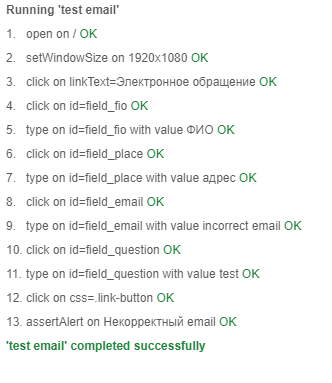 Running 'test email'
1. open on / OK
2. setWindowSize on 1920x1080 OK
3. click on linkText=Электронное обращение OK
4. click on id=field_fio OK
5. type on id=field_fio with value ФИО OK
6. click on id=field_place OK
7. type on id=field_place with value адрес OK
8. click on id=field_email OK
9. type on id=field_email with value incorrect email OK
10. click on id=field_question OK
11. type on id=field_question with value test OK
12. click on css=.link-button OK
13. assertAlert on Некорректный email OK
'test email' completed successfully